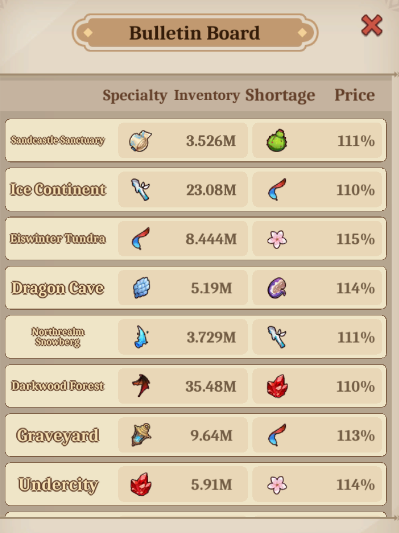 Bulletin Board
Specialty Inventory Shortage Price
Sandcastle Sanctuary 3.526M 111%
Ice Continent 23.08M 110%
Eiswinter Tundra 8.444M 115%
Dragon Cave 5.19M 114%
Northrealm
Snowberg 3.729M 111%
Darkwood Forest 35.48M 110%
Graveyard 9.64M 113%
Undercity 5.91M 114%